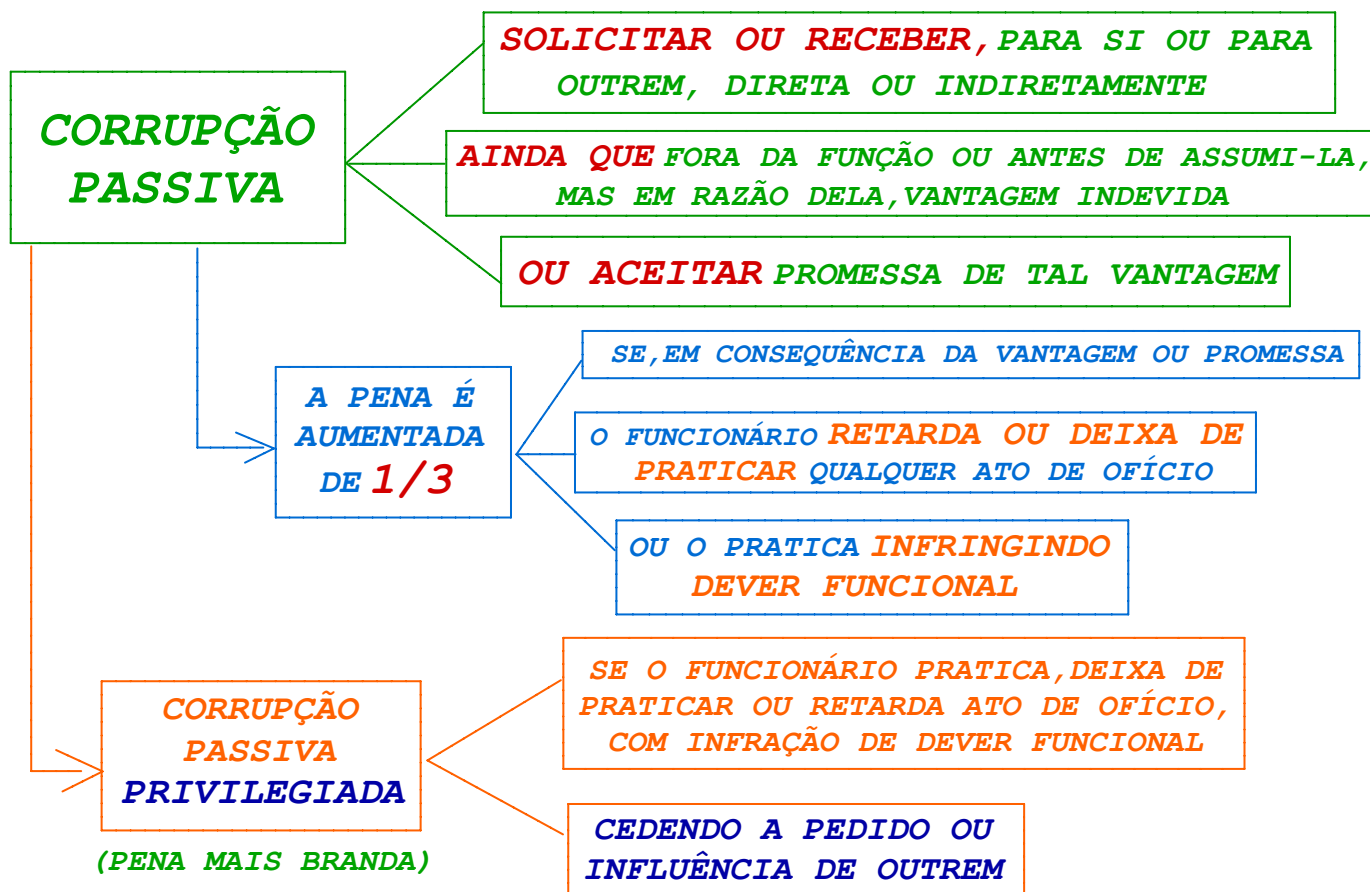 CORRUPÇÃO
PASSIVA
SOLICITAR OU RECEBER, PARA SI OU PARA
OUTREM, DIRETA OU INDIRETAMENTE
AINDA QUE FORA DA FUNÇÃO OU ANTES DE ASSUMI-LA,
MAS EM RAZÃO DELA, VANTAGEM INDEVIDA
OU ACEITAR PROMESSA DE TAL VANTAGEM
A PENA É
AUMENTADA
DE 1/3
SE, EM CONSEQUÊNCIA DA VANTAGEM OU PROMESSA
O FUNCIONÁRIO RETARDA OU DEIXA DE
PRATICAR QUALQUER ATO DE OFÍCIO
OU O PRATICA INFRINGINDO
DEVER FUNCIONAL
CORRUPÇÃO
PASSIVA
PRIVILEGIADA
(PENA MAIS BRANDA)
SE O FUNCIONÁRIO PRATICA, DEIXA DE
PRATICAR OU RETARDA ATO DE OFÍCIO,
COM INFRAÇÃO DE DEVER FUNCIONAL
CEDENDO A PEDIDO OU
INFLUÊNCIA DE OUTREM